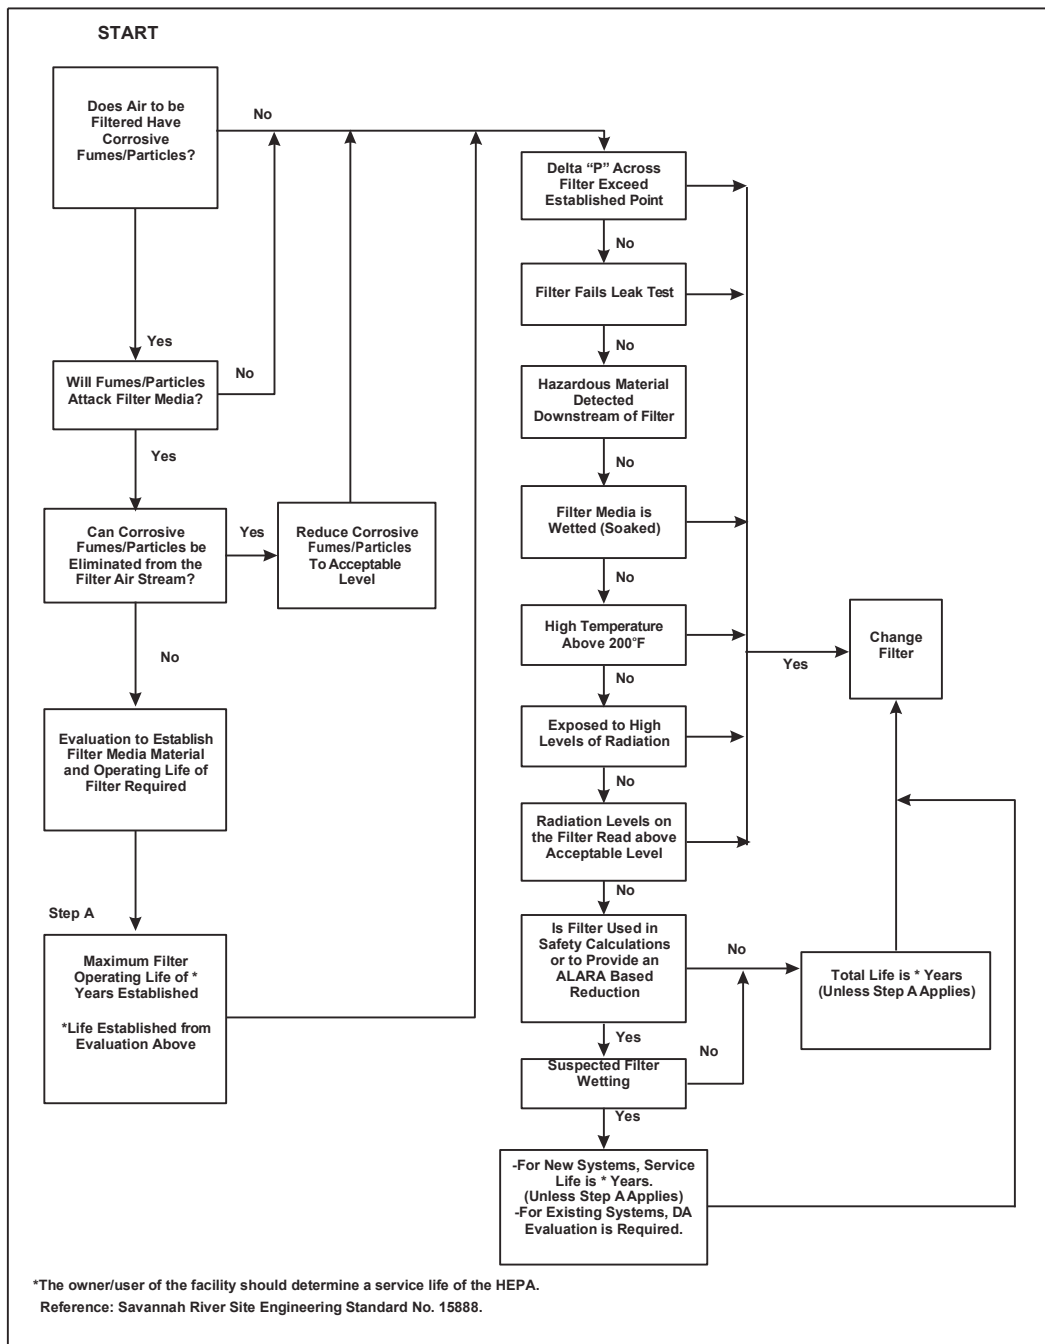 START
Does Air to be
Filtered Have
Corrosive
Fumes/Particles?
No
Yes
Will Fumes/Particles
Attack Filter Media?
No
Yes
Can Corrosive
Fumes/Particles be
Eliminated from the
Filter Air Stream?
Yes
Reduce Corrosive
Fumes/Particles
To Acceptable
Level
No
Evaluation to Establish
Filter Media Material
and Operating Life of
Filter Required
Step A
Maximum Filter
Operating Life of *
Years Established
*Life Established from
Evaluation Above
Delta “P” Across
Filter Exceed
Established Point
No
Filter Fails Leak Test
No
Hazardous Material
Detected
Downstream of Filter
No
Filter Media is
Wetted (Soaked)
No
High Temperature
Above 200°F
No
Exposed to High
Levels of Radiation
No
Radiation Levels on
the Filter Read above
Acceptable Level
No
Yes
Change
Filter
Is Filter Used in
Safety Calculations
or to Provide an
ALARA Based
Reduction
No
Total Life is * Years
(Unless Step A Applies)
Yes
Suspected Filter
Wetting
No
Yes
-For New Systems, Service
Life is * Years.
(Unless Step A Applies)
-For Existing Systems, DA
Evaluation is Required.
*The owner/user of the facility should determine a service life of the HEPA.
Reference: Savannah River Site Engineering Standard No. 15888.